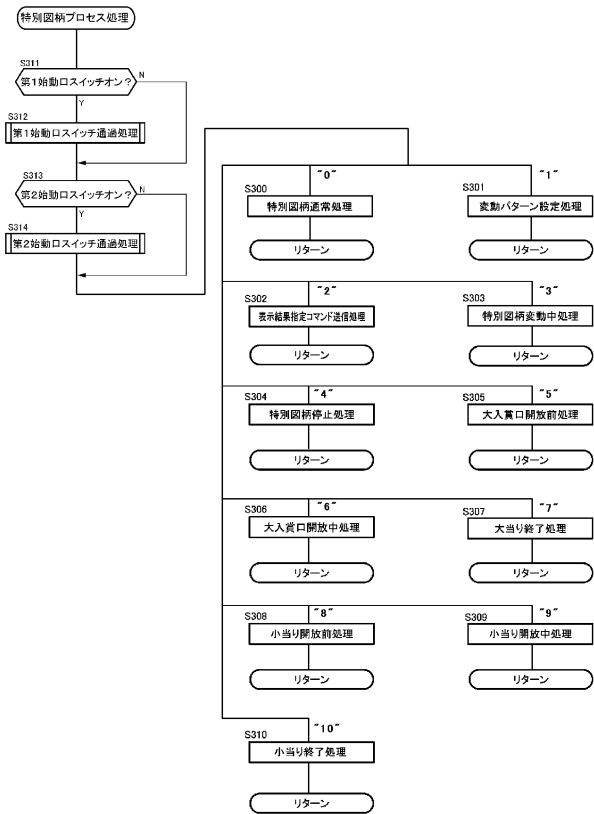 特別図柄プロセス処理
S311
第1始動口スイッチオン？
N
Y
S312
第1始動口スイッチ通過処理
S313
第2始動口スイッチオン？
N
Y
S314
第2始動口スイッチ通過処理
"0"
S300
特別図柄通常処理
リターン
"1"
S301
変動パターン設定処理
リターン
"2"
S302
表示結果指定コマンド送信処理
リターン
"3"
S303
特別図柄変動中処理
リターン
"4"
S304
特別図柄停止処理
リターン
"5"
S305
大入賞口開放前処理
リターン
"6"
S306
大入賞口開放中処理
リターン
"7"
S307
大当り終了処理
リターン
"8"
S308
小当り開放前処理
リターン
"9"
S309
小当り開放中処理
リターン
"10"
S310
小当り終了処理
リターン